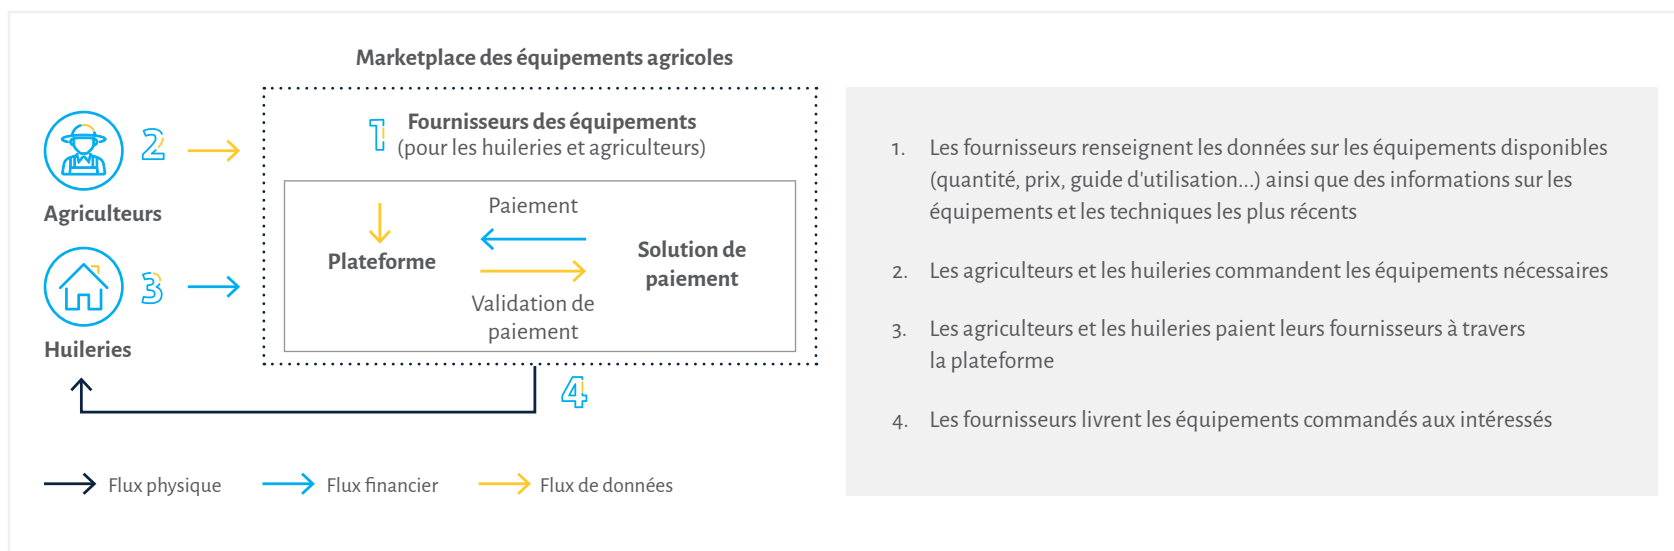 Marketplace des équipements agricoles
1 Fournisseurs des équipements
(pour les huileries et agriculteurs)
2
Agriculteurs
Paiement
Plateforme
Solution de
paiement
Validation de
paiement
3
Huileries
4
Flux physique
Flux financier
Flux de données
1. Les fournisseurs renseignent les données sur les équipements disponibles
(quantité, prix, guide d'utilisation...) ainsi que des informations sur les
équipements et les techniques les plus récents
2. Les agriculteurs et les huileries commandent les équipements nécessaires
3. Les agriculteurs et les huileries paient leurs fournisseurs à travers
la plateforme
4. Les fournisseurs livrent les équipements commandés aux intéressés